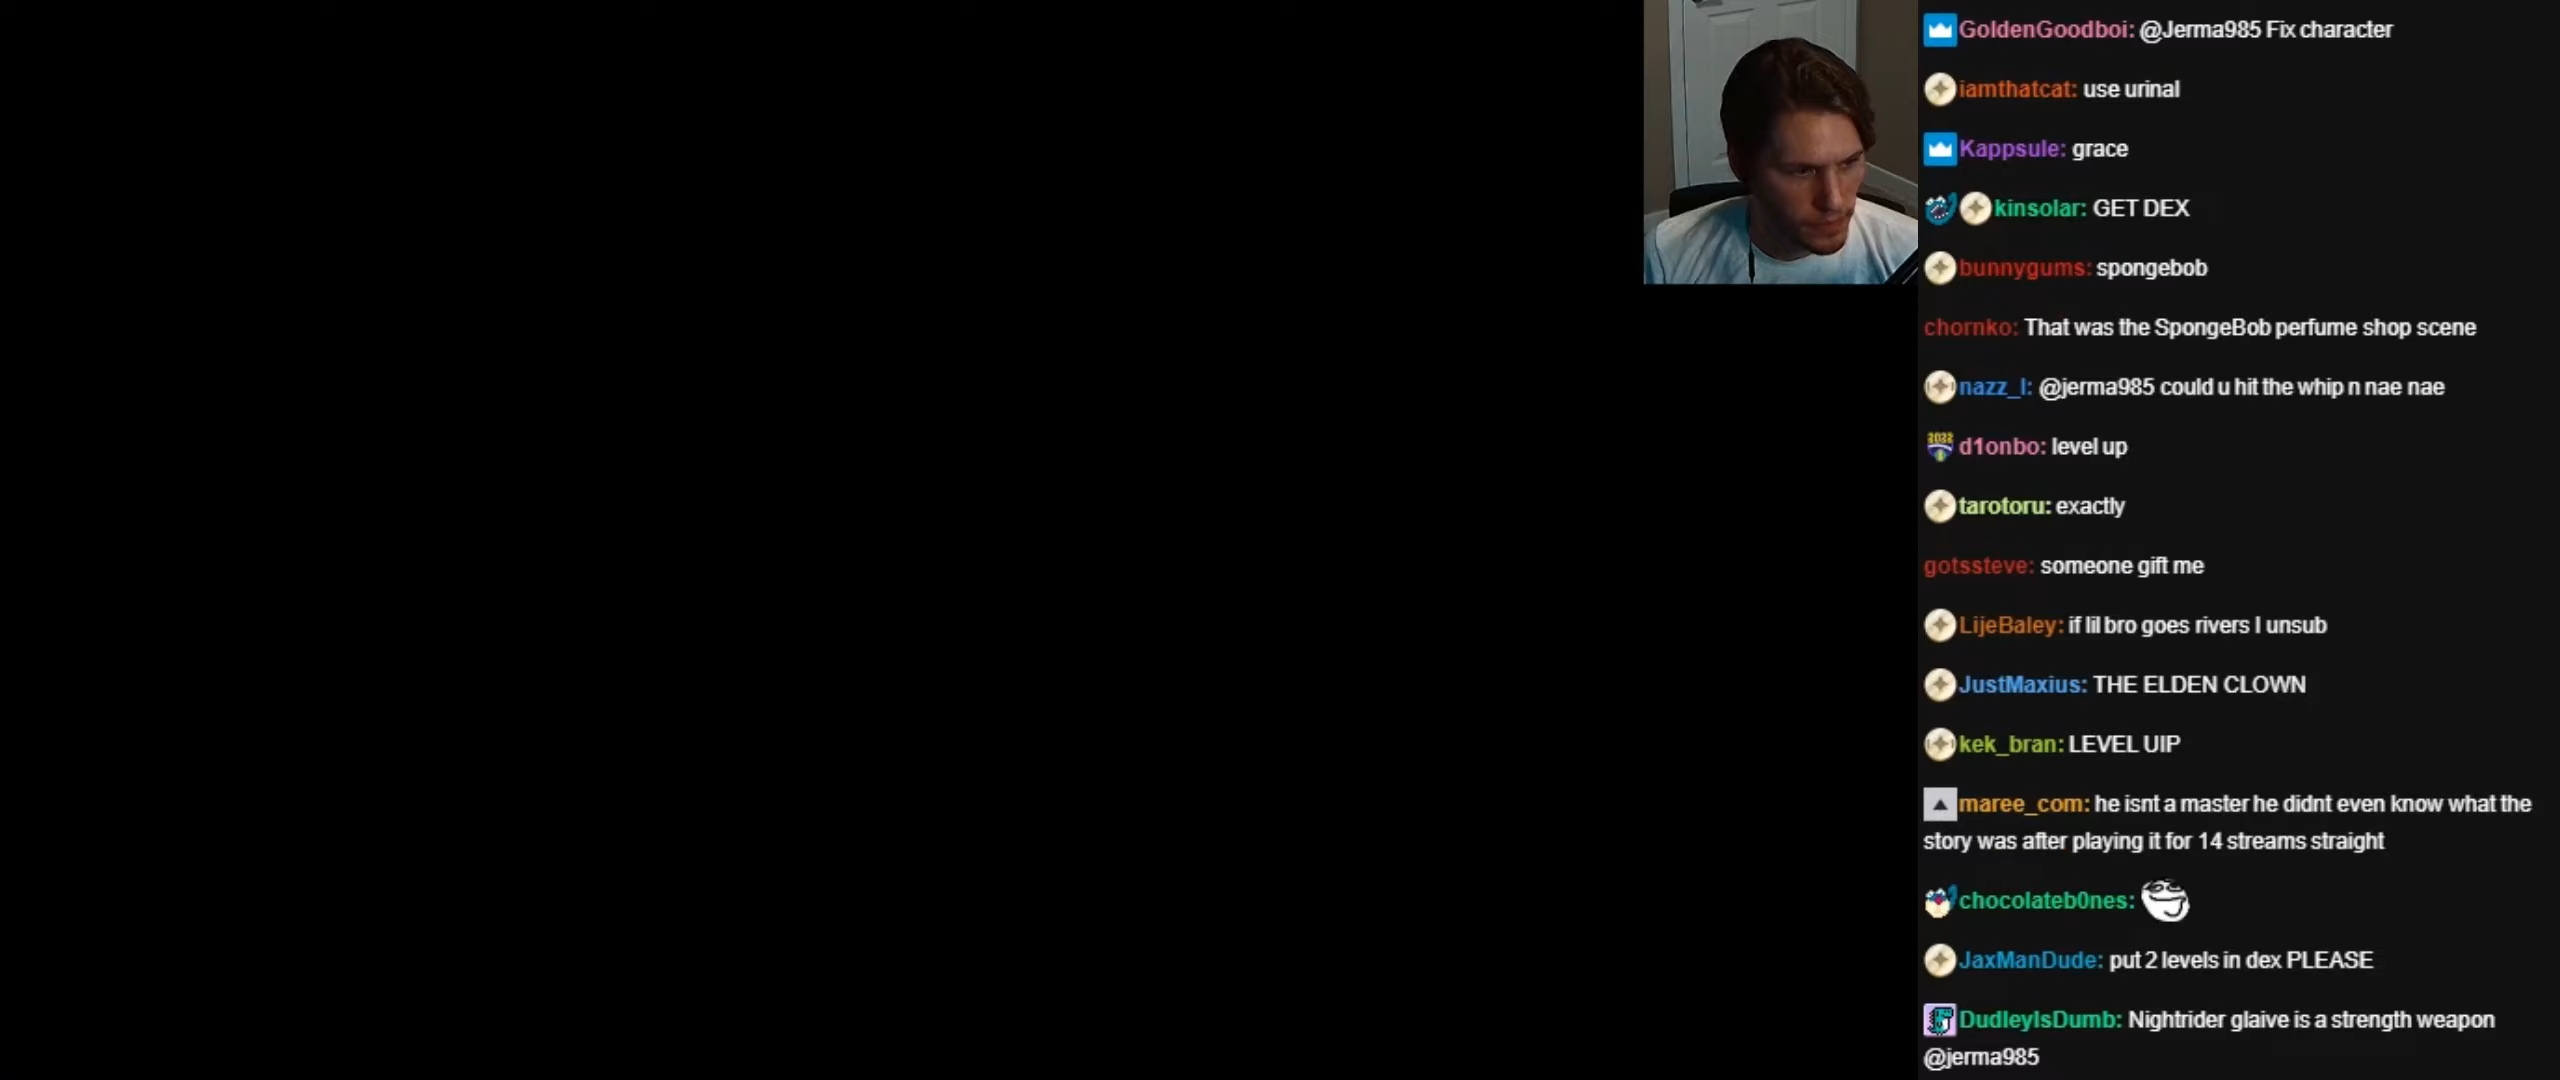 GoldenGoodboi: @Jerma985 Fix character
iamthatcat: use urinal
Kappsule: grace
kinsolar: GET DEX
bunnygums: spongebob
chornko: That was the SpongeBob perfume shop scene
nazz_l: @jerma985 could u hit the whip n nae nae
d1onbo: level up
tarotoru: exactly
gotssteve: someone gift me
LijeBaley: if lil bro goes rivers I unsub
JustMaxius: THE ELDEN CLOWN
kek_bran: LEVEL UIP
maree_com: he isnt a master he didnt even know what the
story was after playing it for 14 streams straight
chocolateb0nes:
JaxManDude: put 2 levels in dex PLEASE
DudleyIsDumb: Nightrider glaive is a strength weapon
@jerma985